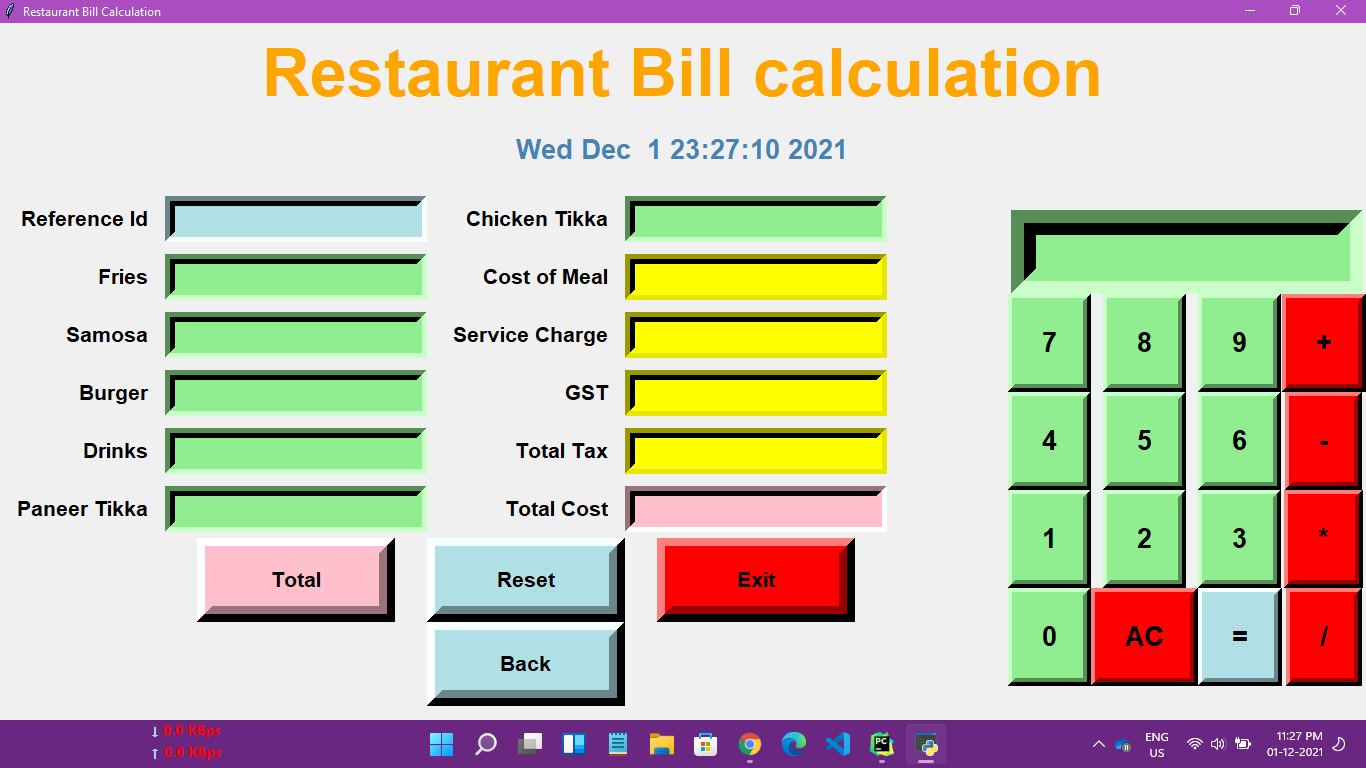 Restaurant Bill Calculation
Restaurant Bill calculation
Wed Dec  1 23:27:10 2021
Reference Id
Chicken Tikka
Fries
Cost of Meal
Samosa
Service Charge
Burger
GST
Drinks
Total Tax
Paneer Tikka
Total Cost
Total
Reset
Exit
Back
7 8 9 +
4 5 6 -
1 2 3 *
0 AC = /
↓ 0.0 KBps
↑ 0.0 KBps
PC
ENG
US
11:27 PM
01-12-2021